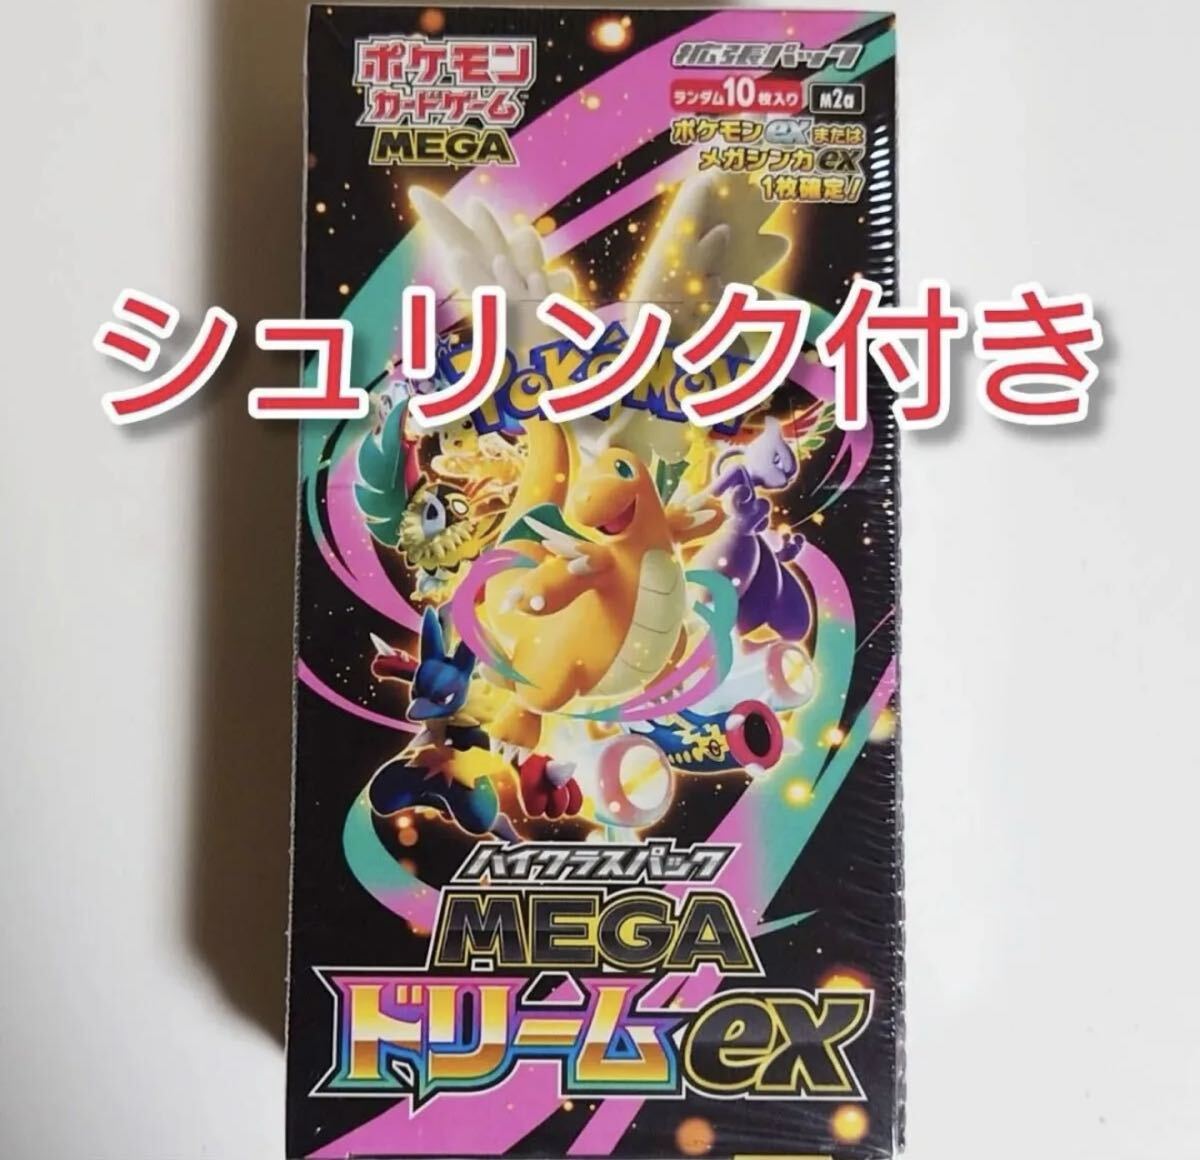 ポケモン
カードゲーム
MEGA
拡張パック
ランダム10枚入り M2a
ポケモンexまたは
メガシンカex
1枚確定!
シュリンク付き
POKÉMON
ハイクラスパック
MEGA
ドリームex